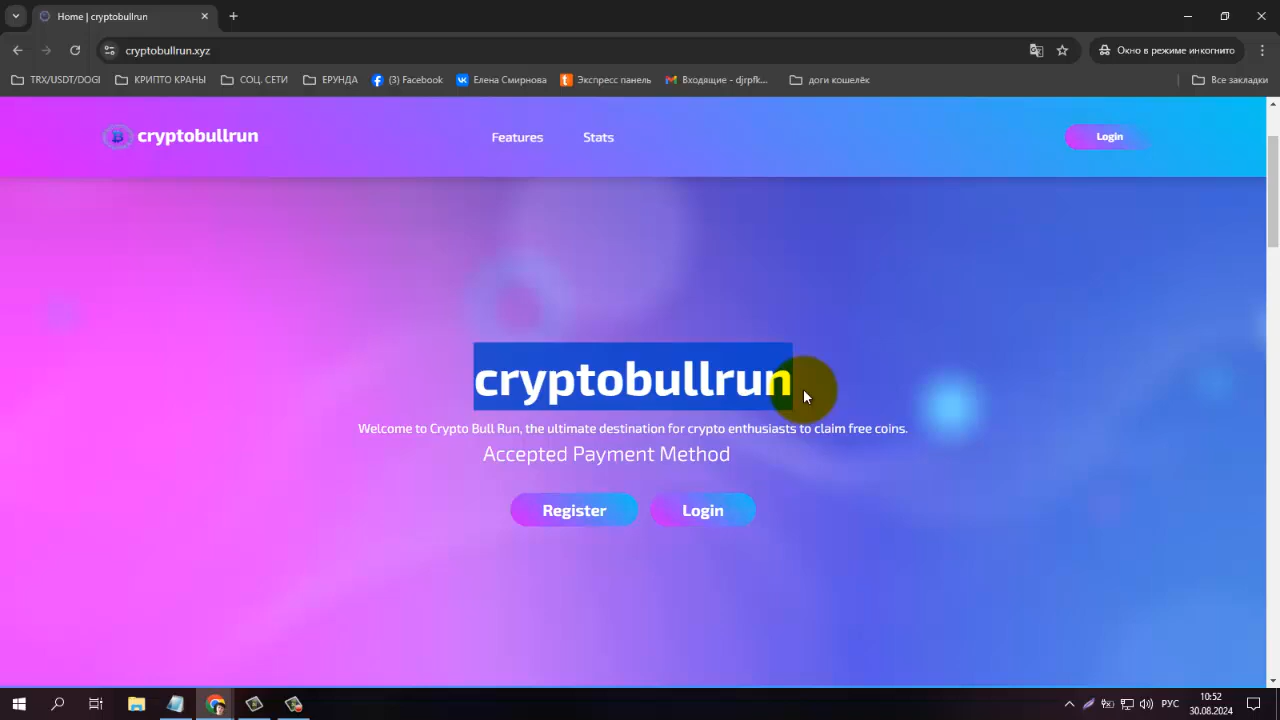 Home | cryptobullrun
cryptobullrun.xyz
Окно в режиме инкогнито
TRX/USDT/DOGI
КРИПТО КРАНЫ
СОЦ. СЕТИ
ЕРУНДА
(3) Facebook
Елена Смирнова
Экспресс панель
Входящие - djrpfk...
доги кошелёк
Все закладки
cryptobullrun
Features
Stats
Login
cryptobullrun
Welcome to Crypto Bull Run, the ultimate destination for crypto enthusiasts to claim free coins.
Accepted Payment Method
Register
Login
РУС
10:52
30.08.2024